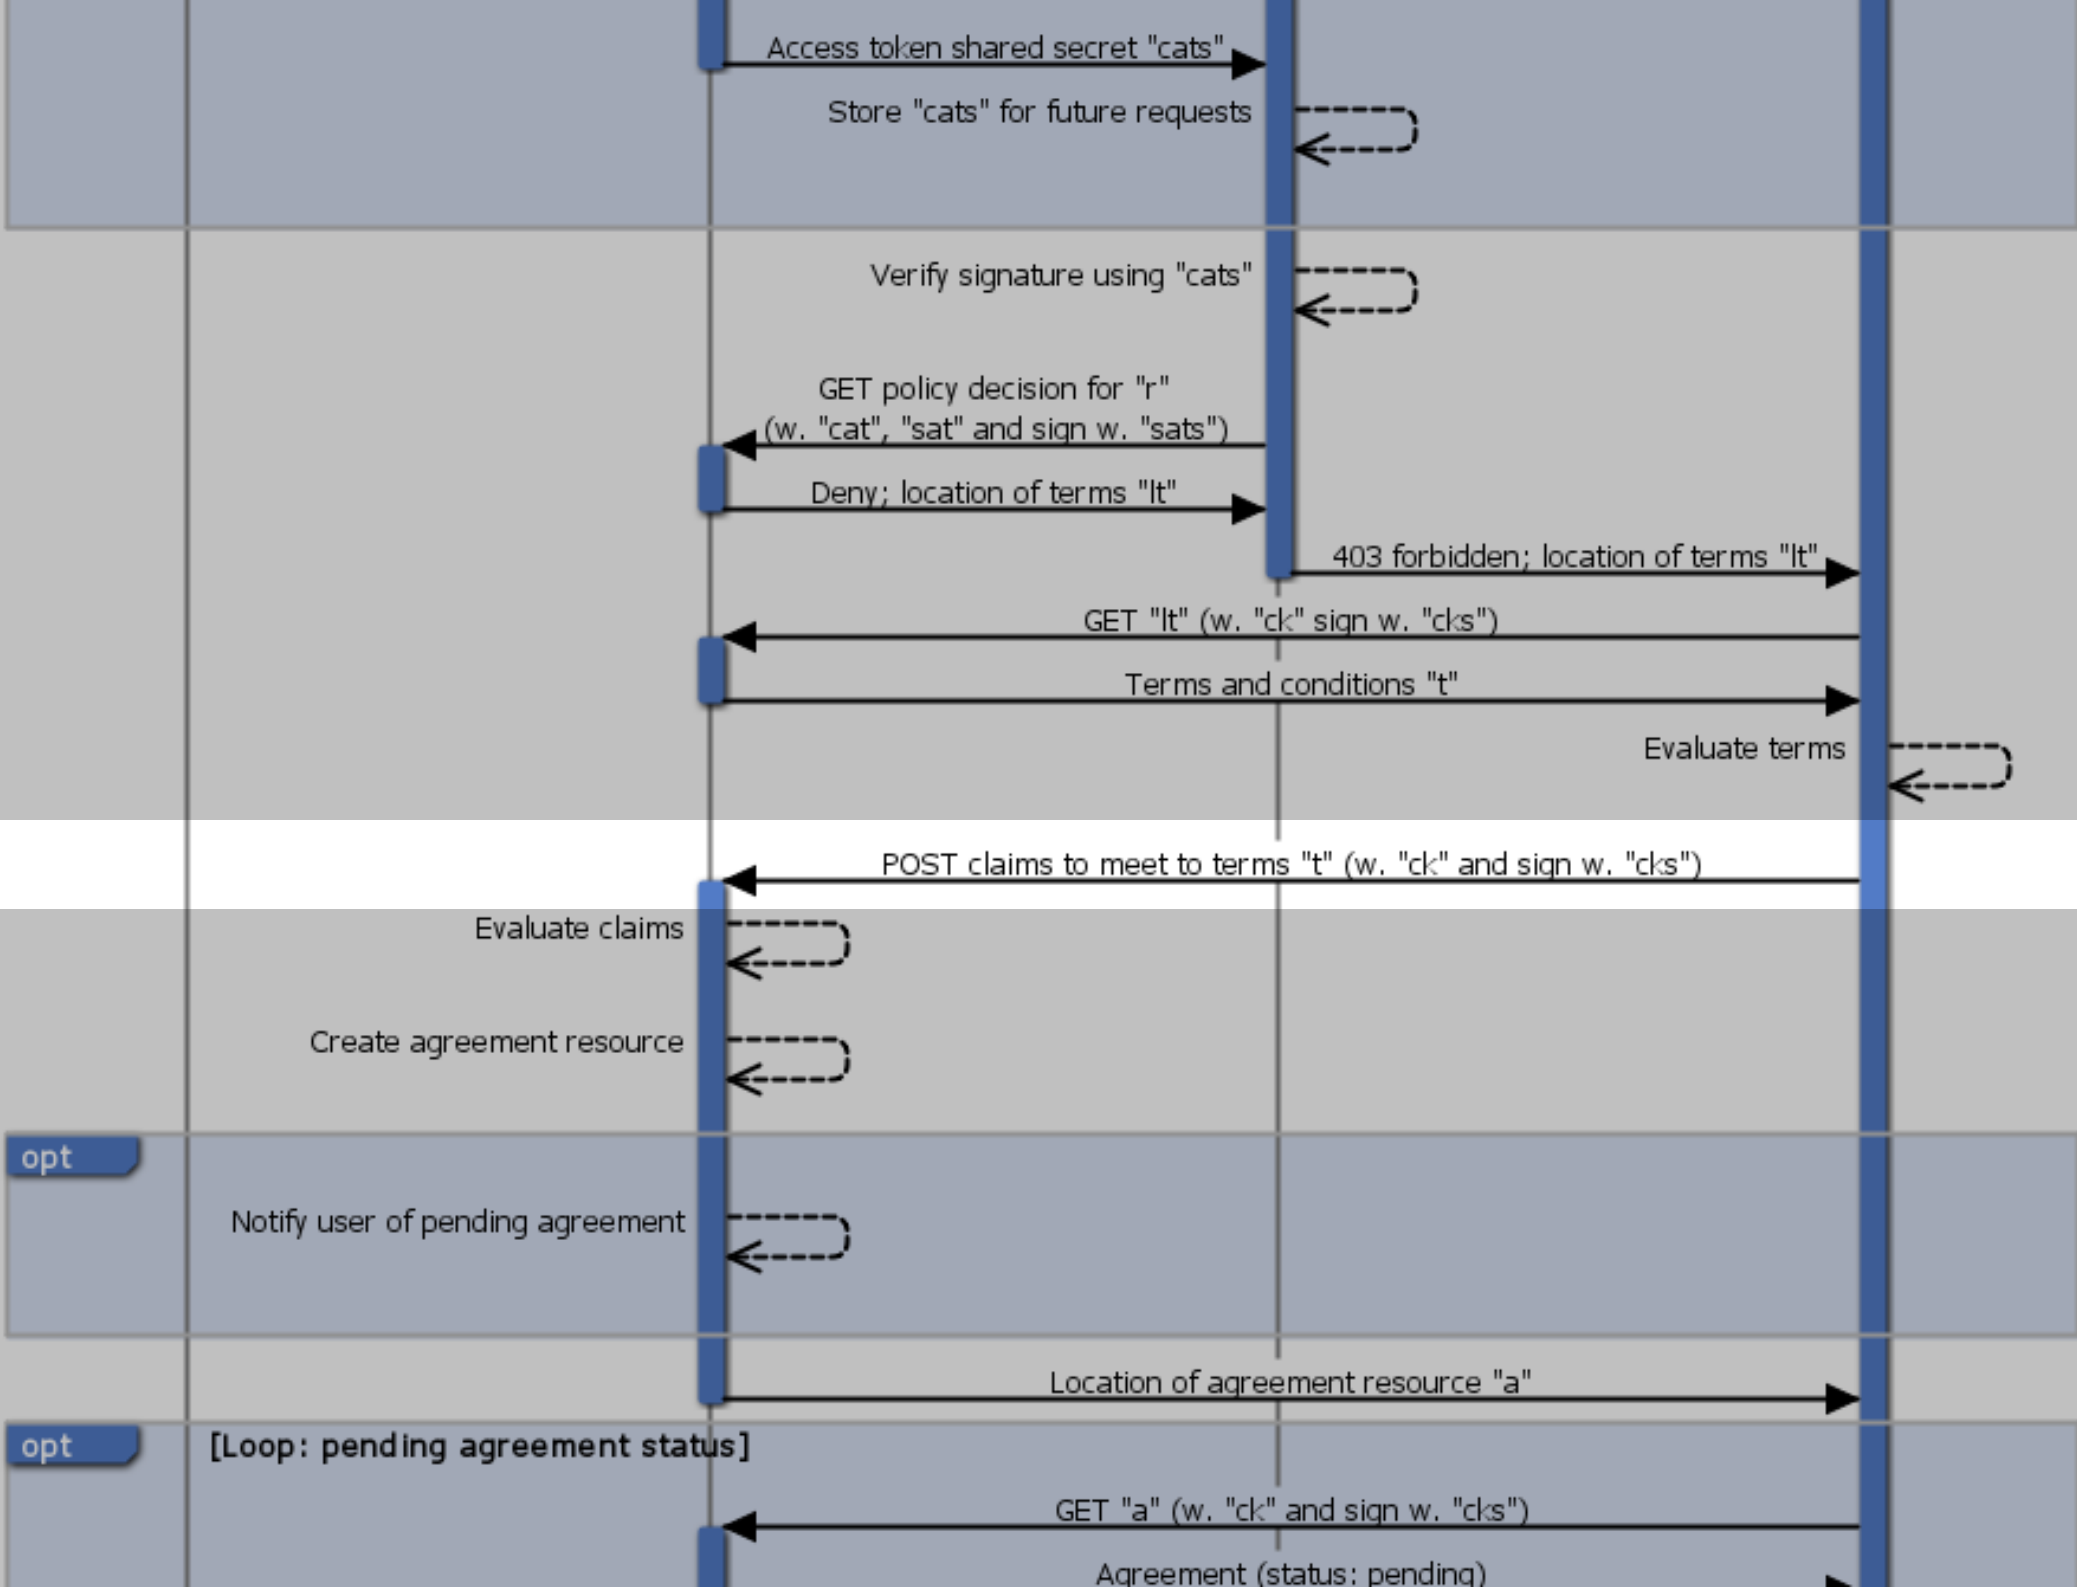 Access token shared secret "cats"
Store "cats" for future requests
Verify signature using "cats"
GET policy decision for "r"
(w. "cat", "sat" and sign w. "sats")
Deny; location of terms "lt"
403 forbidden; location of terms "lt"
GET "lt" (w. "ck" sign w. "cks")
Terms and conditions "t"
Evaluate terms
POST claims to meet to terms "t" (w. "ck" and sign w. "cks")
Evaluate claims
Create agreement resource
opt
Notify user of pending agreement
Location of agreement resource "a"
opt [Loop: pending agreement status]
GET "a" (w. "ck" and sign w. "cks")
Agreement (status: pending)